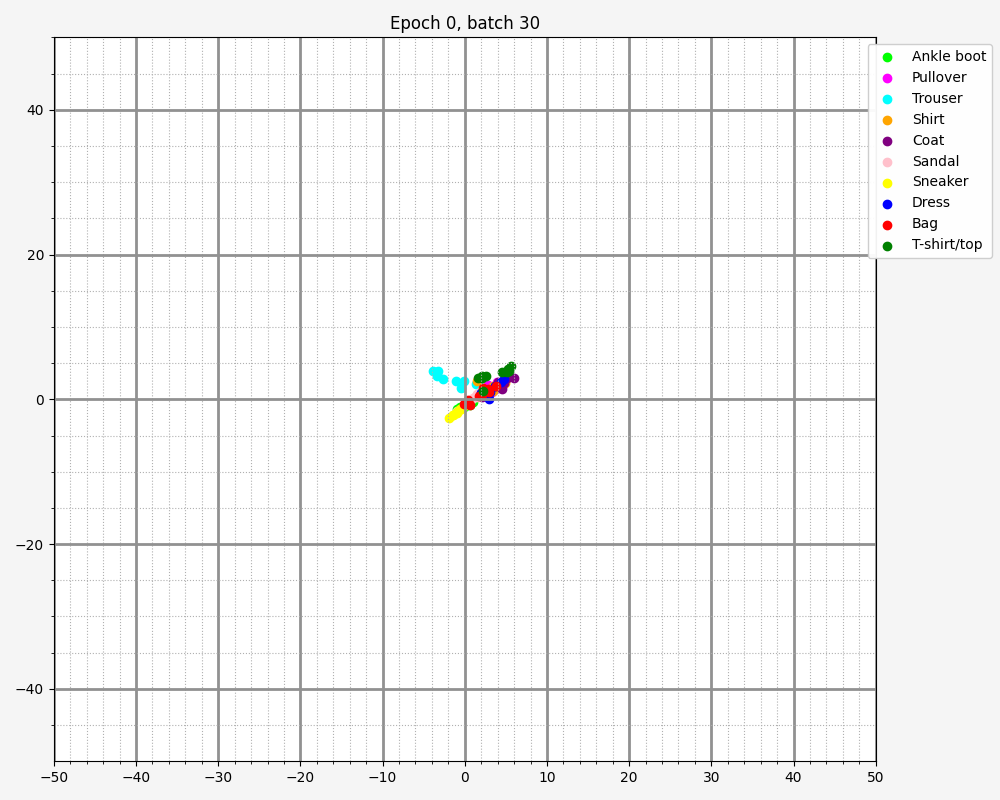 Epoch 0, batch 30
Ankle boot
Pullover
Trouser
Shirt
Coat
Sandal
Sneaker
Dress
Bag
T-shirt/top
40
20
0
−20
−40
−50 −40 −30 −20 −10 0 10 20 30 40 50